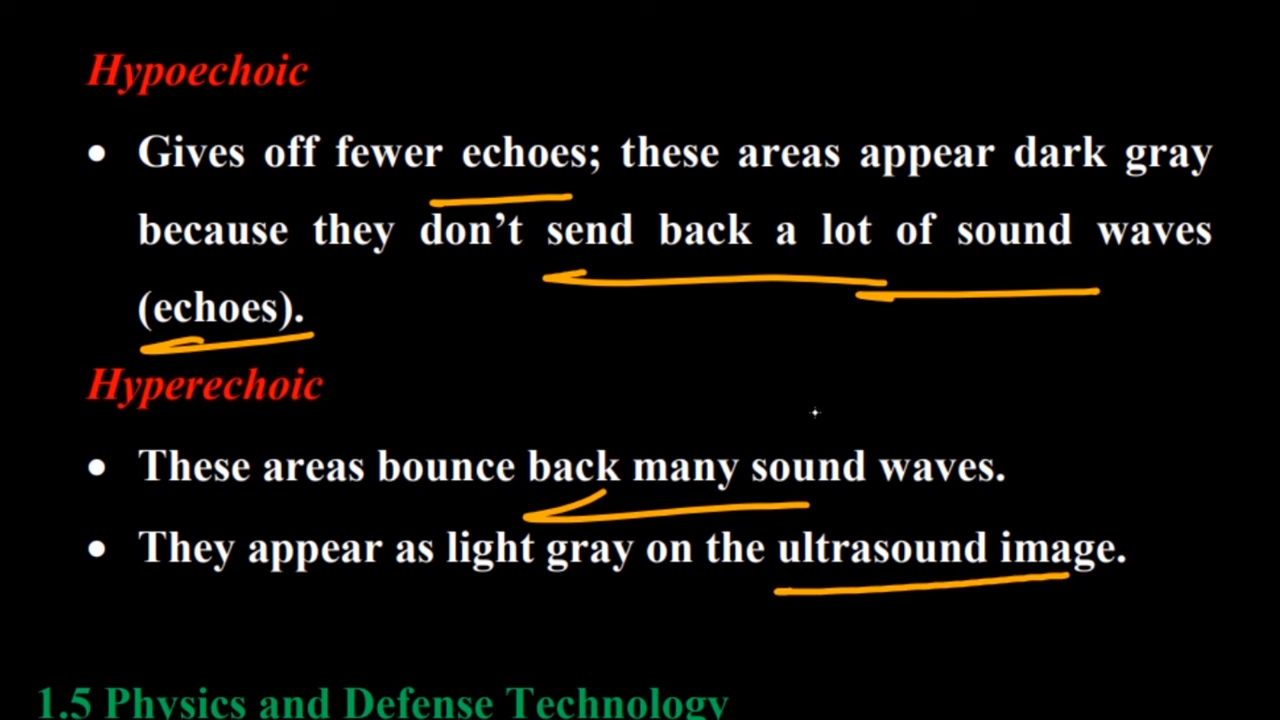 Hypoechoic
• Gives off fewer echoes; these areas appear dark gray
because they don’t send back a lot of sound waves
(echoes).
Hyperechoic
• These areas bounce back many sound waves.
• They appear as light gray on the ultrasound image.
1.5 Physics and Defense Technology